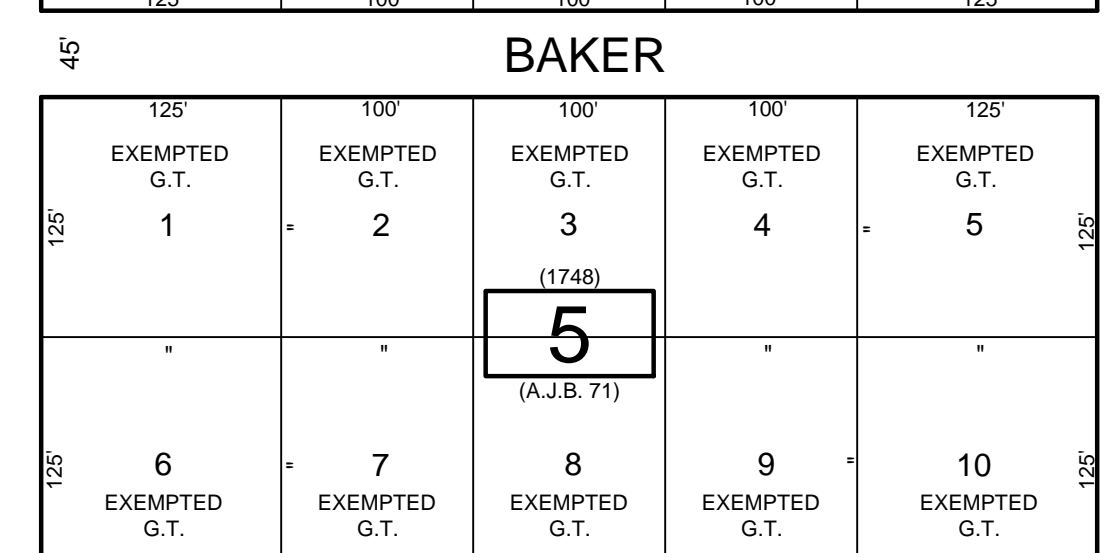 125' 100' 100' 100' 125'
45' BAKER
125' 100' 100' 100' 125'
EXEMPTED EXEMPTED EXEMPTED EXEMPTED EXEMPTED
G.T. G.T. G.T. G.T. G.T.
125' 1 " 2 3 4 " 5 125'
(1748)
5
" " " "
(A.J.B. 71)
125' 6 " 7 8 9 " 10 125'
EXEMPTED EXEMPTED EXEMPTED EXEMPTED EXEMPTED
G.T. G.T. G.T. G.T. G.T.